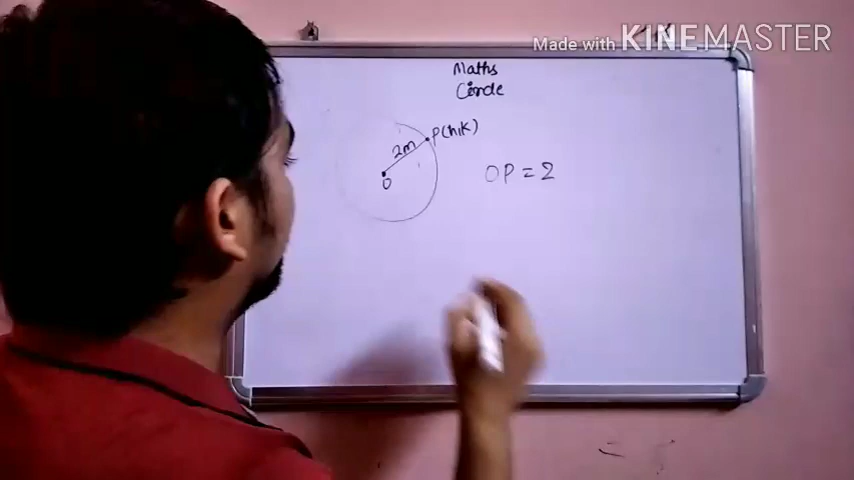 Made with KINEMASTER
Maths
Circle
P(h,K)
2m
O
OP = 2